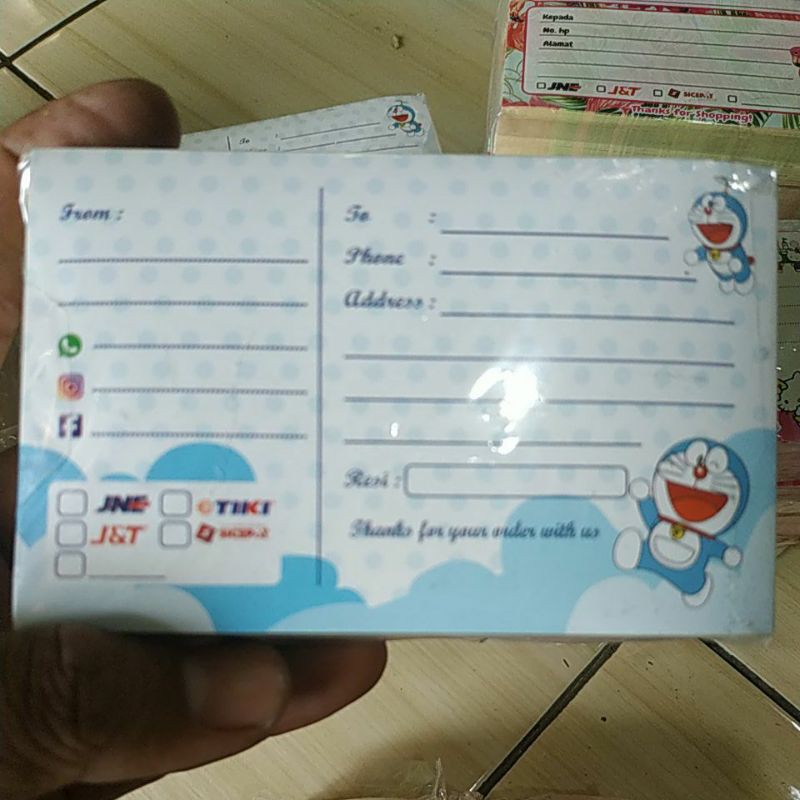 Kepada
No. hp
Alamat
JNE J&T SICEPAT
Thanks for Shopping!
To :
From :
To :
Phone :
Address :
Resi :
JNE TIKI
J&T SICEPAT
Thanks for your order with us